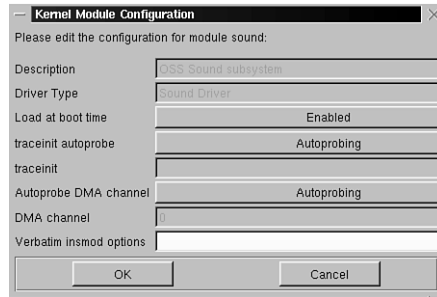 Kernel Module Configuration
Please edit the configuration for module sound:
Description OSS Sound subsystem
Driver Type Sound Driver
Load at boot time Enabled
traceinit autoprobe Autoprobing
traceinit
Autoprobe DMA channel Autoprobing
DMA channel 0
Verbatim insmod options
OK Cancel